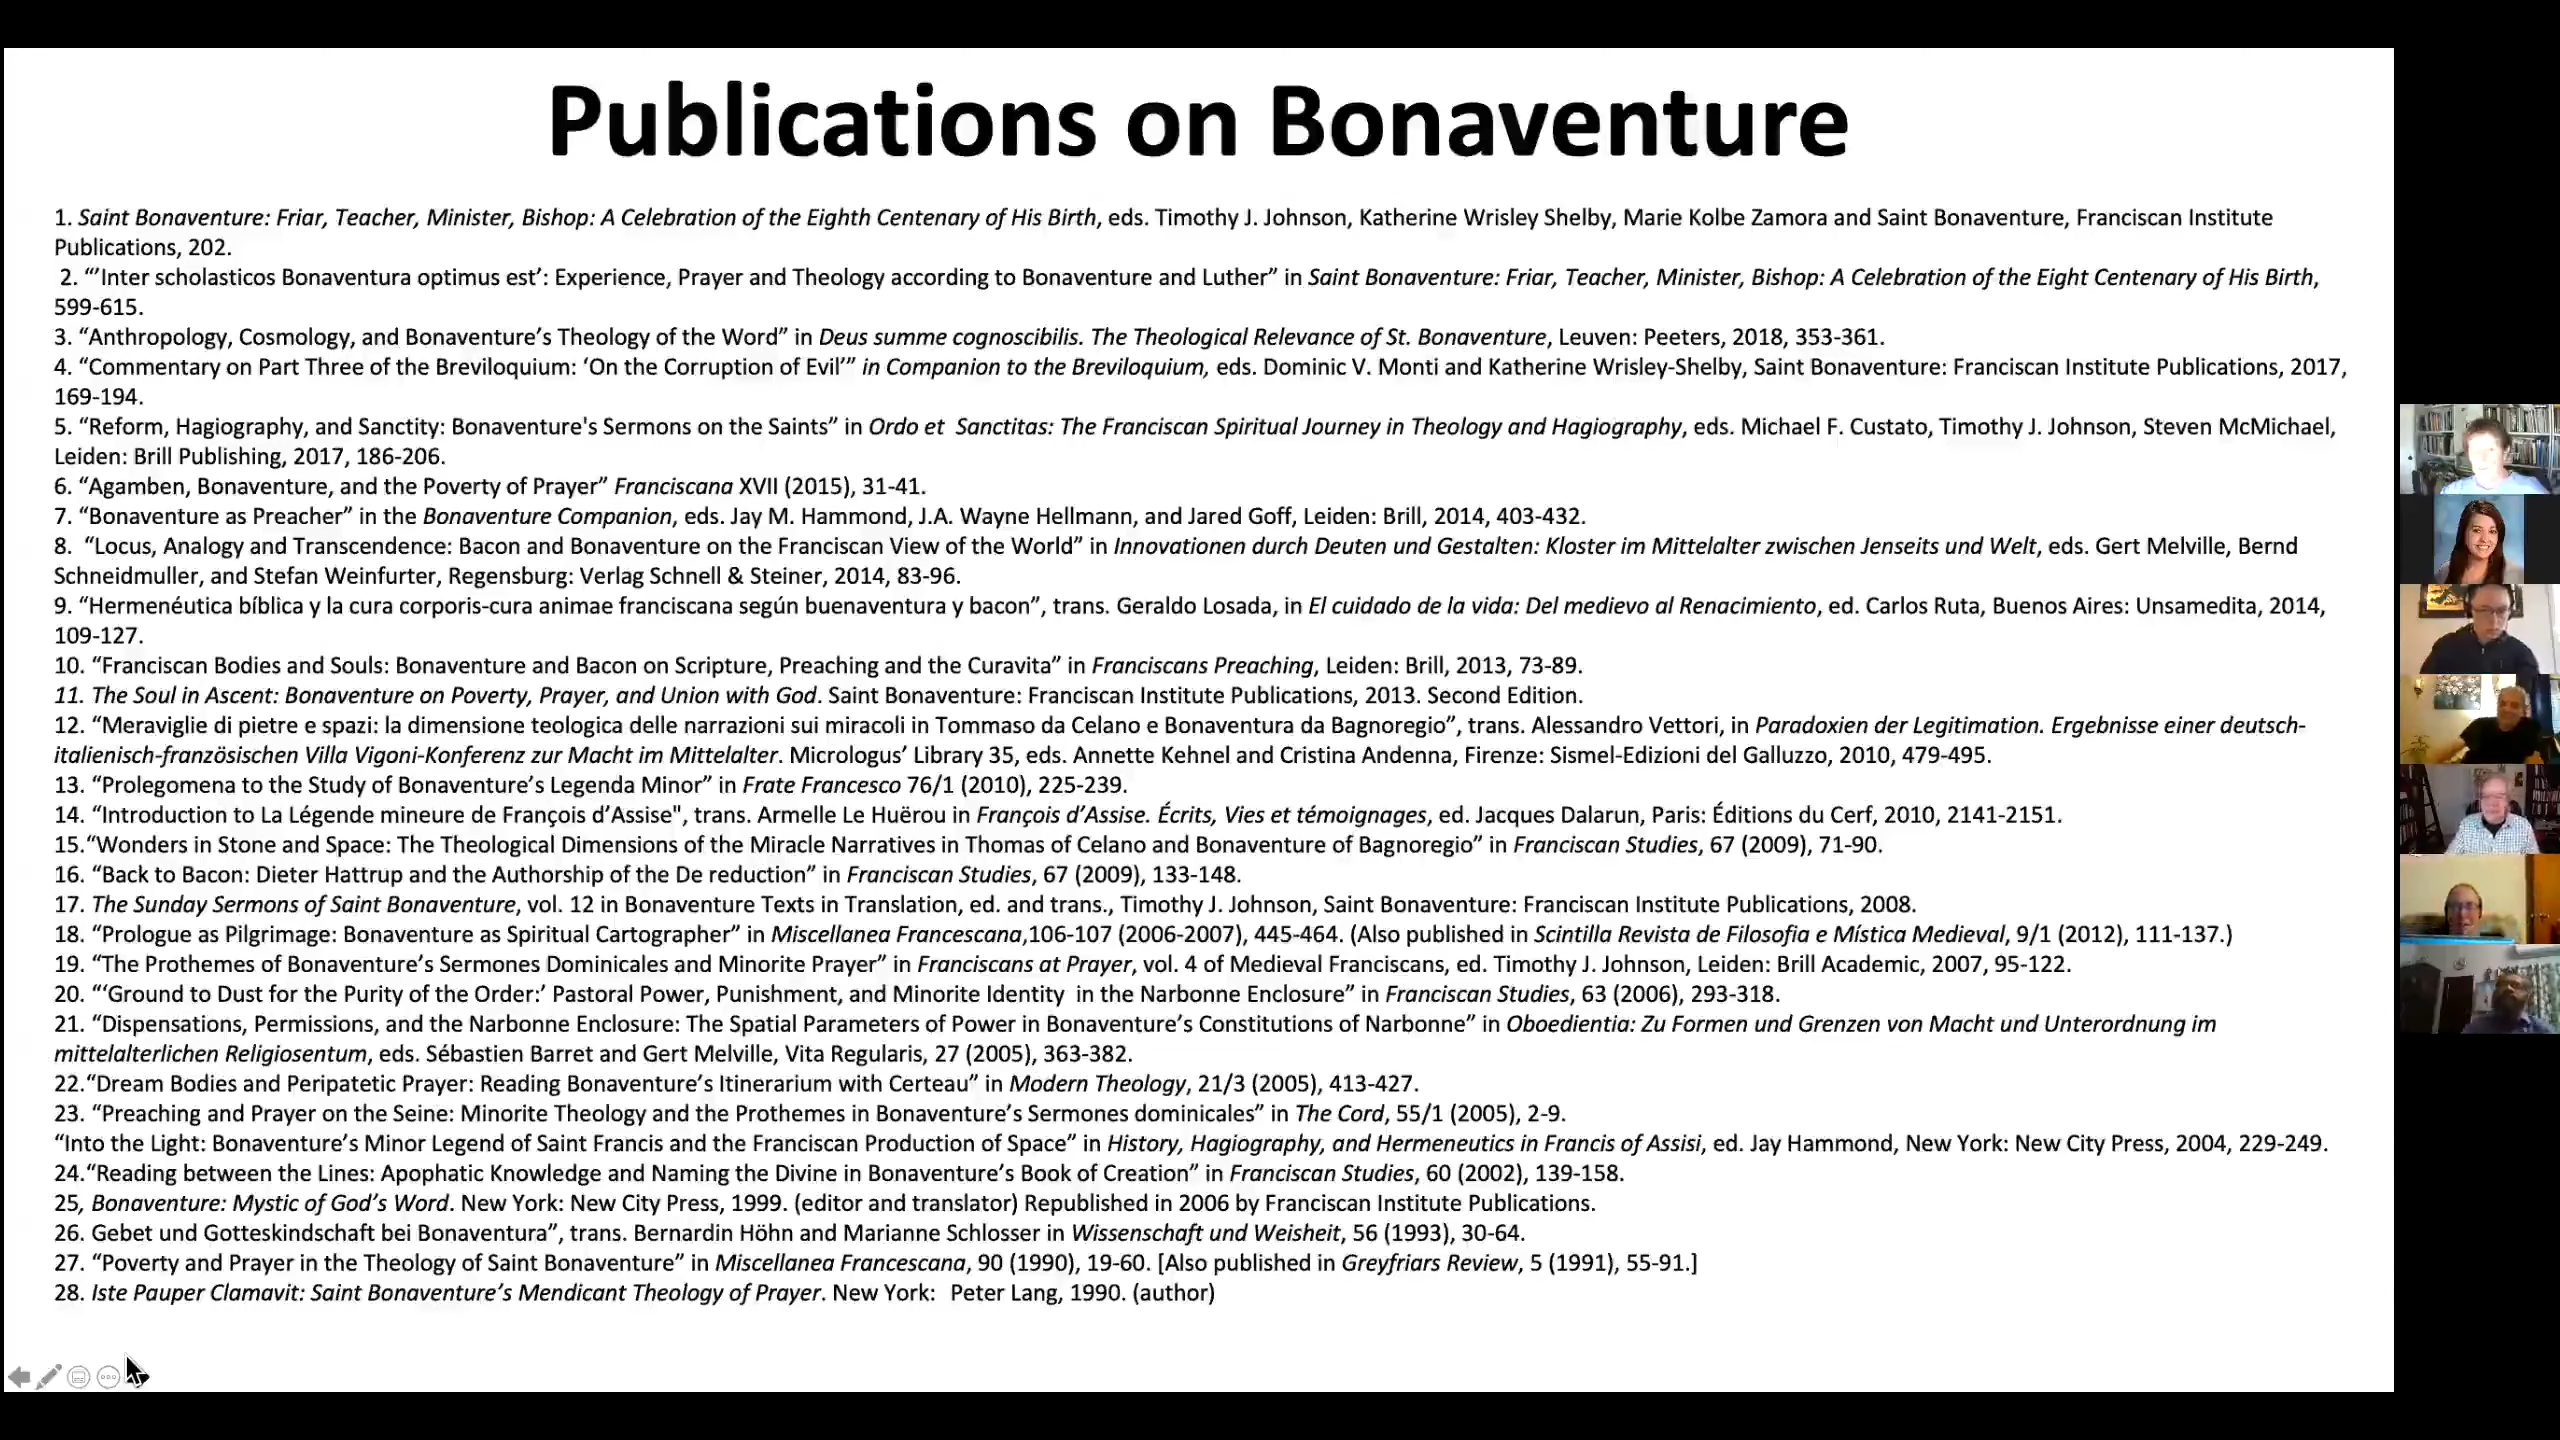 Publications on Bonaventure
1. Saint Bonaventure: Friar, Teacher, Minister, Bishop: A Celebration of the Eighth Centenary of His Birth, eds. Timothy J. Johnson, Katherine Wrisley Shelby, Marie Kolbe Zamora and Saint Bonaventure, Franciscan Institute
Publications, 202.
2. “’Inter scholasticos Bonaventura optimus est’: Experience, Prayer and Theology according to Bonaventure and Luther” in Saint Bonaventure: Friar, Teacher, Minister, Bishop: A Celebration of the Eight Centenary of His Birth,
599-615.
3. “Anthropology, Cosmology, and Bonaventure’s Theology of the Word” in Deus summe cognoscibilis. The Theological Relevance of St. Bonaventure, Leuven: Peeters, 2018, 353-361.
4. “Commentary on Part Three of the Breviloquium: ‘On the Corruption of Evil’” in Companion to the Breviloquium, eds. Dominic V. Monti and Katherine Wrisley-Shelby, Saint Bonaventure: Franciscan Institute Publications, 2017,
169-194.
5. “Reform, Hagiography, and Sanctity: Bonaventure's Sermons on the Saints” in Ordo et  Sanctitas: The Franciscan Spiritual Journey in Theology and Hagiography, eds. Michael F. Custato, Timothy J. Johnson, Steven McMichael,
Leiden: Brill Publishing, 2017, 186-206.
6. “Agamben, Bonaventure, and the Poverty of Prayer” Franciscana XVII (2015), 31-41.
7. “Bonaventure as Preacher” in the Bonaventure Companion, eds. Jay M. Hammond, J.A. Wayne Hellmann, and Jared Goff, Leiden: Brill, 2014, 403-432.
8.  “Locus, Analogy and Transcendence: Bacon and Bonaventure on the Franciscan View of the World” in Innovationen durch Deuten und Gestalten: Kloster im Mittelalter zwischen Jenseits und Welt, eds. Gert Melville, Bernd
Schneidmuller, and Stefan Weinfurter, Regensburg: Verlag Schnell & Steiner, 2014, 83-96.
9. “Hermenéutica bíblica y la cura corporis-cura animae franciscana según buenaventura y bacon”, trans. Geraldo Losada, in El cuidado de la vida: Del medievo al Renacimiento, ed. Carlos Ruta, Buenos Aires: Unsamedita, 2014,
109-127.
10. “Franciscan Bodies and Souls: Bonaventure and Bacon on Scripture, Preaching and the Curavita” in Franciscans Preaching, Leiden: Brill, 2013, 73-89.
11. The Soul in Ascent: Bonaventure on Poverty, Prayer, and Union with God. Saint Bonaventure: Franciscan Institute Publications, 2013. Second Edition.
12. “Meraviglie di pietre e spazi: la dimensione teologica delle narrazioni sui miracoli in Tommaso da Celano e Bonaventura da Bagnoregio”, trans. Alessandro Vettori, in Paradoxien der Legitimation. Ergebnisse einer deutsch-
italienisch-französischen Villa Vigoni-Konferenz zur Macht im Mittelalter. Micrologus’ Library 35, eds. Annette Kehnel and Cristina Andenna, Firenze: Sismel-Edizioni del Galluzzo, 2010, 479-495.
13. “Prolegomena to the Study of Bonaventure’s Legenda Minor” in Frate Francesco 76/1 (2010), 225-239.
14. “Introduction to La Légende mineure de François d’Assise", trans. Armelle Le Huërou in François d’Assise. Écrits, Vies et témoignages, ed. Jacques Dalarun, Paris: Éditions du Cerf, 2010, 2141-2151.
15.“Wonders in Stone and Space: The Theological Dimensions of the Miracle Narratives in Thomas of Celano and Bonaventure of Bagnoregio” in Franciscan Studies, 67 (2009), 71-90.
16. “Back to Bacon: Dieter Hattrup and the Authorship of the De reduction” in Franciscan Studies, 67 (2009), 133-148.
17. The Sunday Sermons of Saint Bonaventure, vol. 12 in Bonaventure Texts in Translation, ed. and trans., Timothy J. Johnson, Saint Bonaventure: Franciscan Institute Publications, 2008.
18. “Prologue as Pilgrimage: Bonaventure as Spiritual Cartographer” in Miscellanea Francescana,106-107 (2006-2007), 445-464. (Also published in Scintilla Revista de Filosofia e Mística Medieval, 9/1 (2012), 111-137.)
19. “The Prothemes of Bonaventure’s Sermones Dominicales and Minorite Prayer” in Franciscans at Prayer, vol. 4 of Medieval Franciscans, ed. Timothy J. Johnson, Leiden: Brill Academic, 2007, 95-122.
20. “‘Ground to Dust for the Purity of the Order:’ Pastoral Power, Punishment, and Minorite Identity  in the Narbonne Enclosure” in Franciscan Studies, 63 (2006), 293-318.
21. “Dispensations, Permissions, and the Narbonne Enclosure: The Spatial Parameters of Power in Bonaventure’s Constitutions of Narbonne” in Oboedientia: Zu Formen und Grenzen von Macht und Unterordnung im
mittelalterlichen Religiosentum, eds. Sébastien Barret and Gert Melville, Vita Regularis, 27 (2005), 363-382.
22.“Dream Bodies and Peripatetic Prayer: Reading Bonaventure’s Itinerarium with Certeau” in Modern Theology, 21/3 (2005), 413-427.
23. “Preaching and Prayer on the Seine: Minorite Theology and the Prothemes in Bonaventure’s Sermones dominicales” in The Cord, 55/1 (2005), 2-9.
“Into the Light: Bonaventure’s Minor Legend of Saint Francis and the Franciscan Production of Space” in History, Hagiography, and Hermeneutics in Francis of Assisi, ed. Jay Hammond, New York: New City Press, 2004, 229-249.
24.“Reading between the Lines: Apophatic Knowledge and Naming the Divine in Bonaventure’s Book of Creation” in Franciscan Studies, 60 (2002), 139-158.
25, Bonaventure: Mystic of God’s Word. New York: New City Press, 1999. (editor and translator) Republished in 2006 by Franciscan Institute Publications.
26. Gebet und Gotteskindschaft bei Bonaventura”, trans. Bernardin Höhn and Marianne Schlosser in Wissenschaft und Weisheit, 56 (1993), 30-64.
27. “Poverty and Prayer in the Theology of Saint Bonaventure” in Miscellanea Francescana, 90 (1990), 19-60. [Also published in Greyfriars Review, 5 (1991), 55-91.]
28. Iste Pauper Clamavit: Saint Bonaventure’s Mendicant Theology of Prayer. New York:  Peter Lang, 1990. (author)